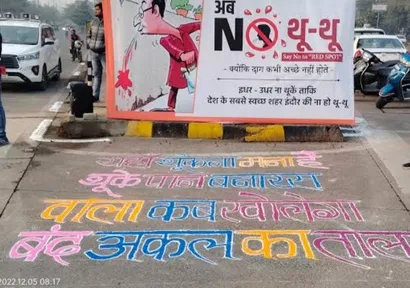 अब
NO थू-थू
Say No to "RED SPOT"
- क्योंकि दाग कभी अच्छे नहीं होते -
इधर - उधर ना थूकें ताकि
देश के सबसे स्वच्छ शहर इंदौर की ना हो थू-थू
यहाँ थूकना मना है
थूके पान बनारस
वाला कब खोलेगा
बंद अकल का ताला
2022.12.05 08:17